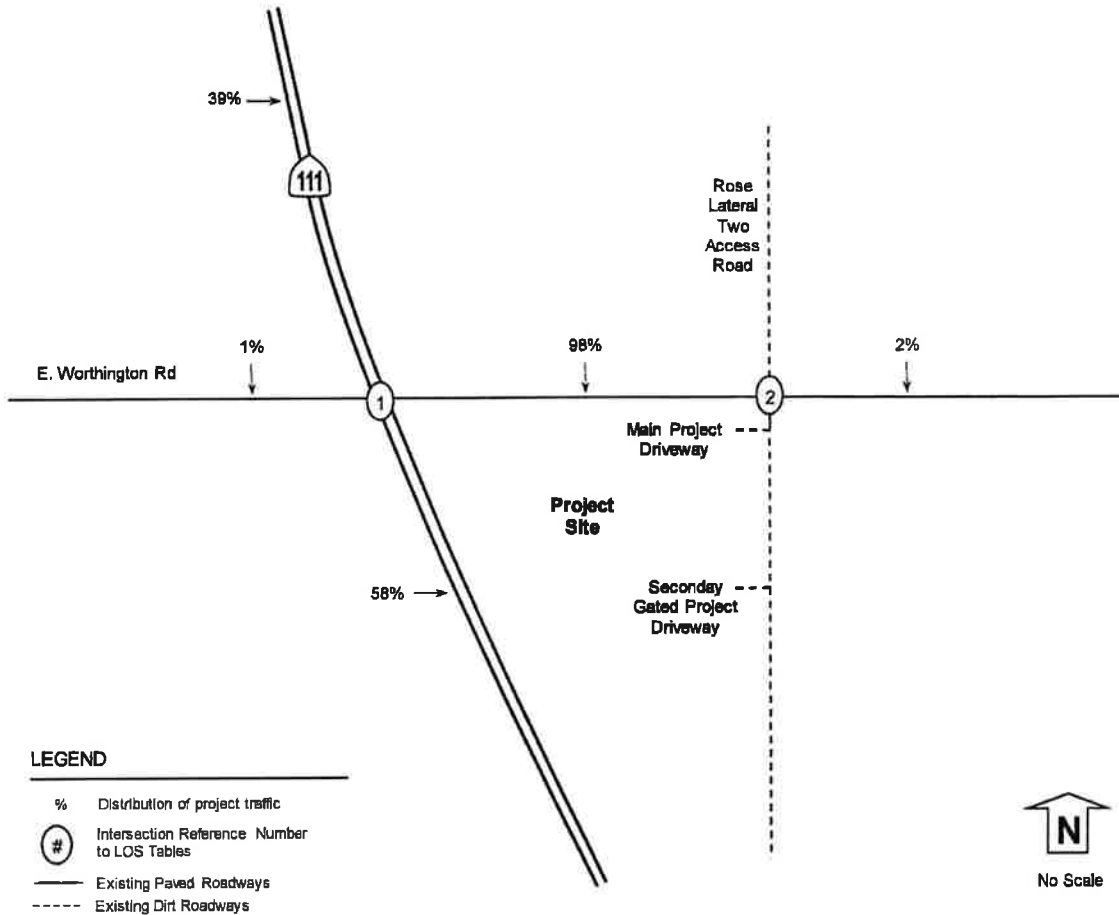 39%
111
Rose
Lateral
Two
Access
Road
1%
98%
2%
E. Worthington Rd
1
2
Main Project
Driveway
Project
Site
58%
Seconday
Gated Project
Driveway
LEGEND
% Distribution of project traffic
# Intersection Reference Number
to LOS Tables
Existing Paved Roadways
Existing Dirt Roadways
N
No Scale